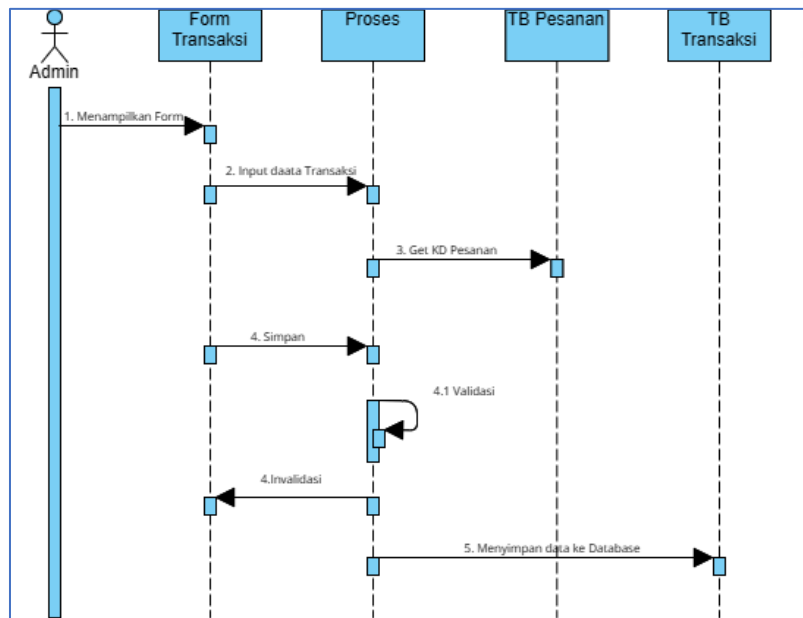 Form
Transaksi
Proses
TB Pesanan
TB
Transaksi
Admin
1. Menampilkan Form
2. Input daata Transaksi
3. Get KD Pesanan
4. Simpan
4.1 Validasi
4.Invalidasi
5. Menyimpan data ke Database